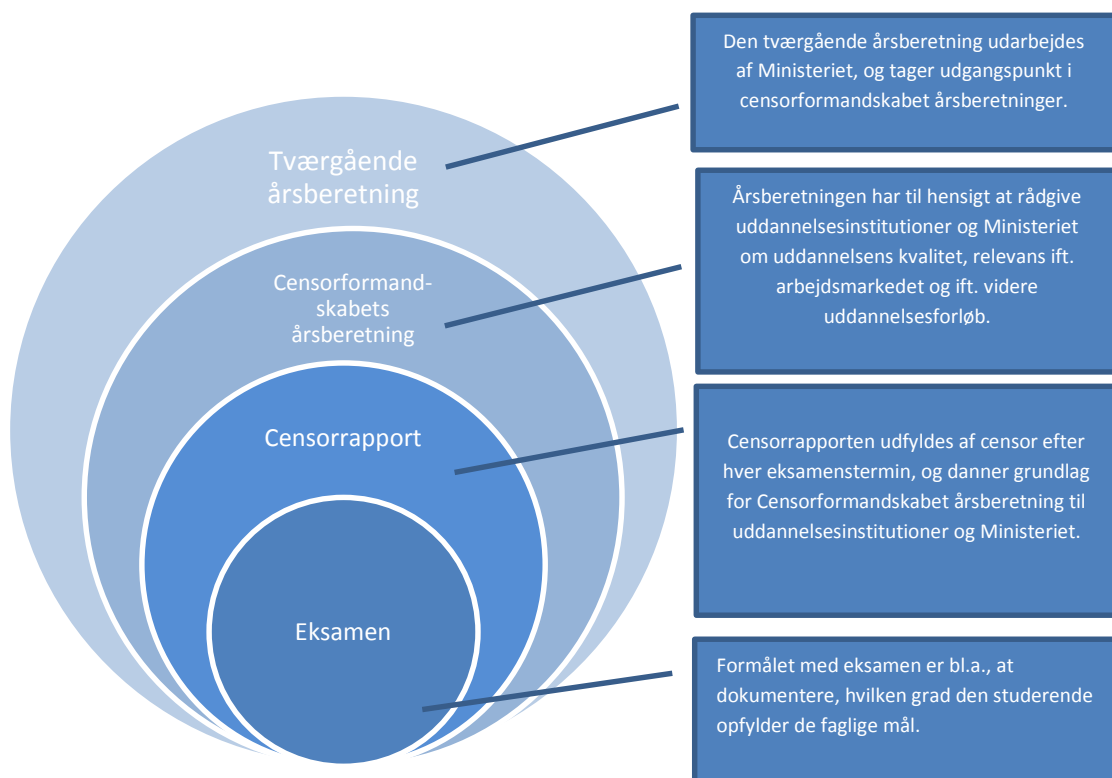 Den tværgående årsberetning udarbejdes
af Ministeriet, og tager udgangspunkt i
censorformandskabet årsberetninger.
Tværgående
årsberetning
Årsberetningen har til hensigt at rådgive
uddannelsesinstitutioner og Ministeriet
om uddannelsens kvalitet, relevans ift.
arbejdsmarkedet og ift. videre
uddannelsesforløb.
Censorformand-
skabets
årsberetning
Censorrapport
Censorrapporten udfyldes af censor efter
hver eksamenstermin, og danner grundlag
for Censorformandskabet årsberetning til
uddannelsesinstitutioner og Ministeriet.
Eksamen
Formålet med eksamen er bl.a., at
dokumentere, hvilken grad den studerende
opfylder de faglige mål.